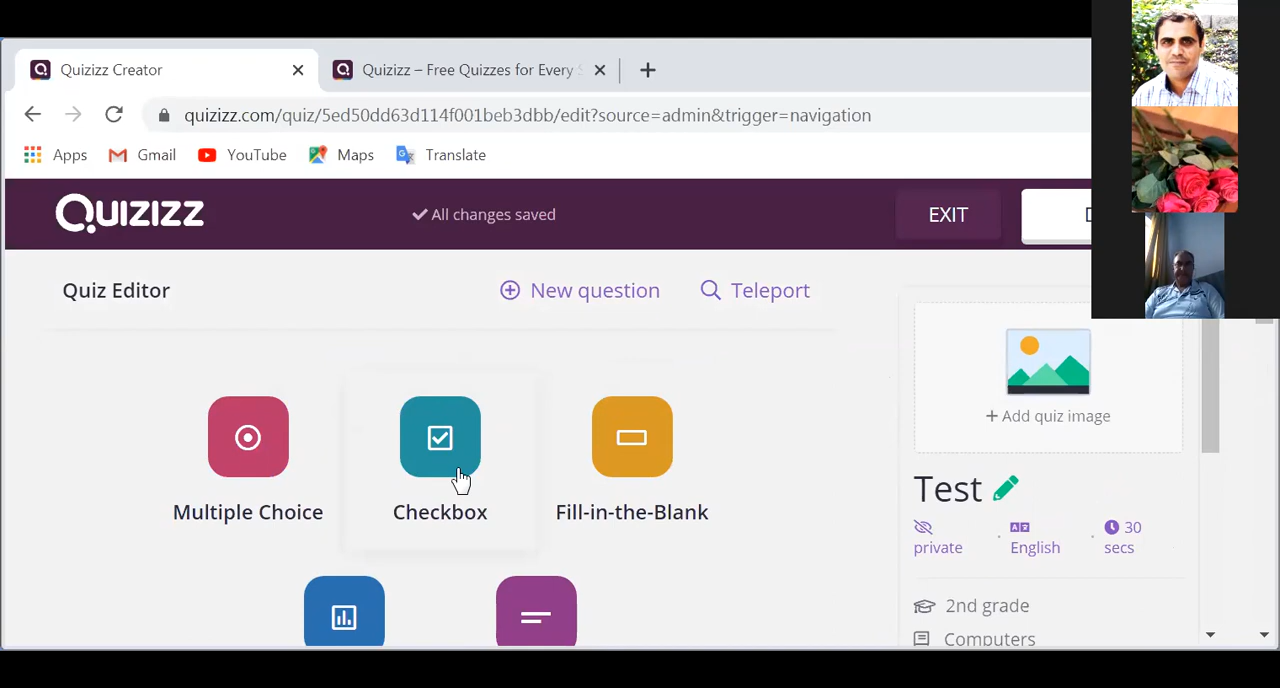 Quizizz Creator
Quizizz – Free Quizzes for Every
quizizz.com/quiz/5ed50dd63d114f001beb3dbb/edit?source=admin&trigger=navigation
Apps Gmail YouTube Maps Translate
QUIZIZZ
All changes saved
EXIT
Quiz Editor
New question
Teleport
+ Add quiz image
Multiple Choice
Checkbox
Fill-in-the-Blank
Test
private
English
30 secs
2nd grade
Computers